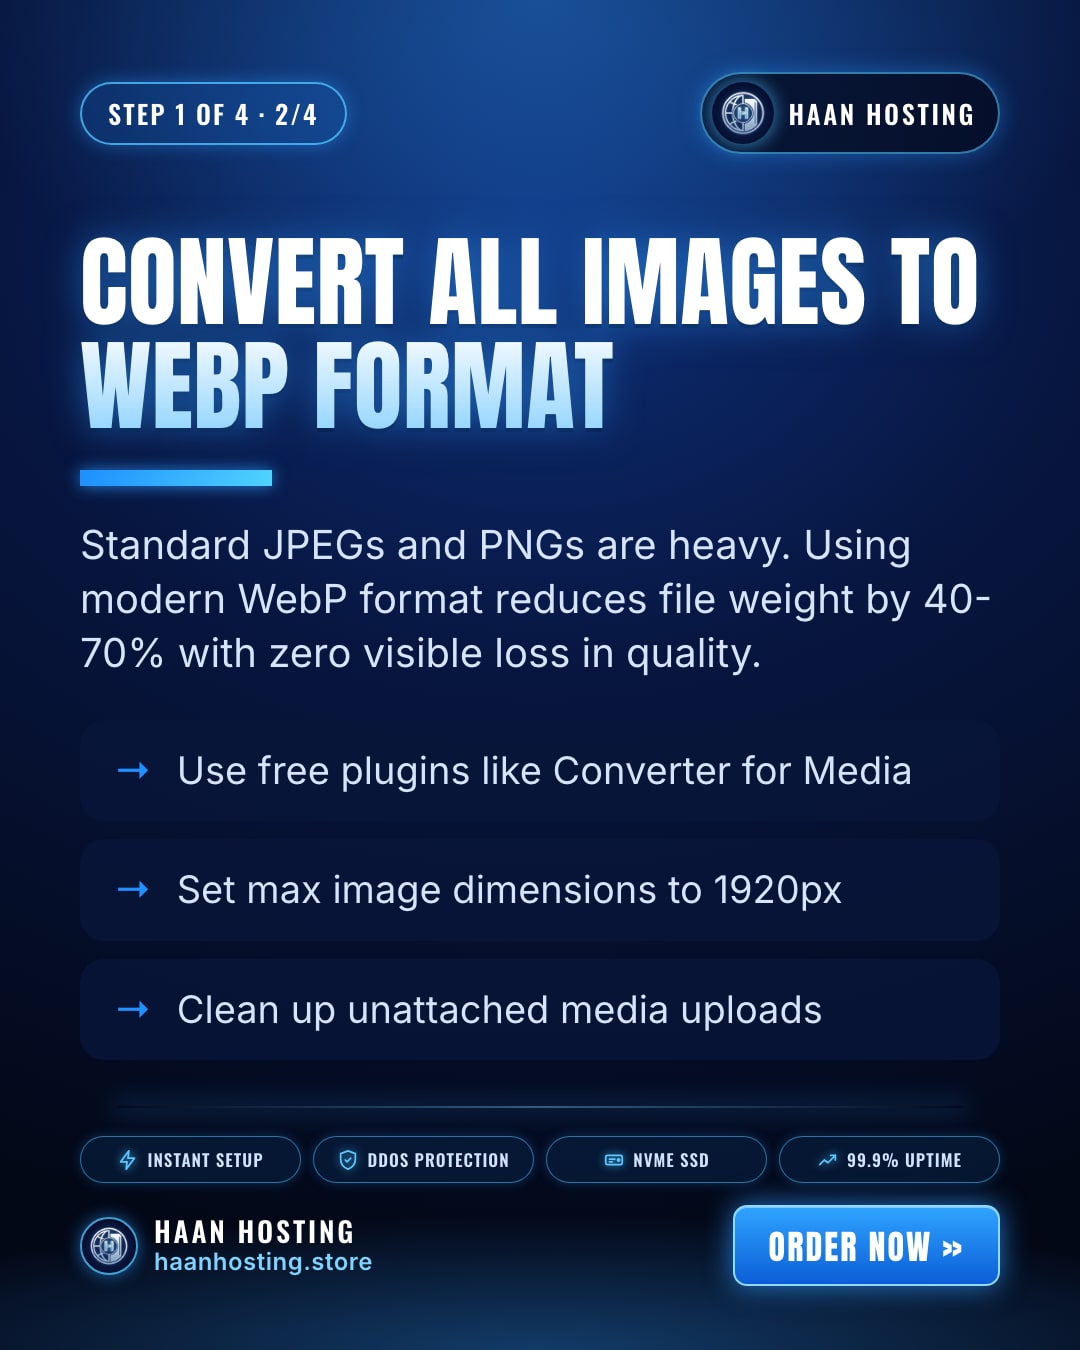 STEP 1 OF 4 · 2/4
HAAN HOSTING
CONVERT ALL IMAGES TO
WEBP FORMAT
Standard JPEGs and PNGs are heavy. Using
modern WebP format reduces file weight by 40-
70% with zero visible loss in quality.
→ Use free plugins like Converter for Media
→ Set max image dimensions to 1920px
→ Clean up unattached media uploads
INSTANT SETUP
DDOS PROTECTION
NVME SSD
99.9% UPTIME
HAAN HOSTING
haanhosting.store
ORDER NOW »